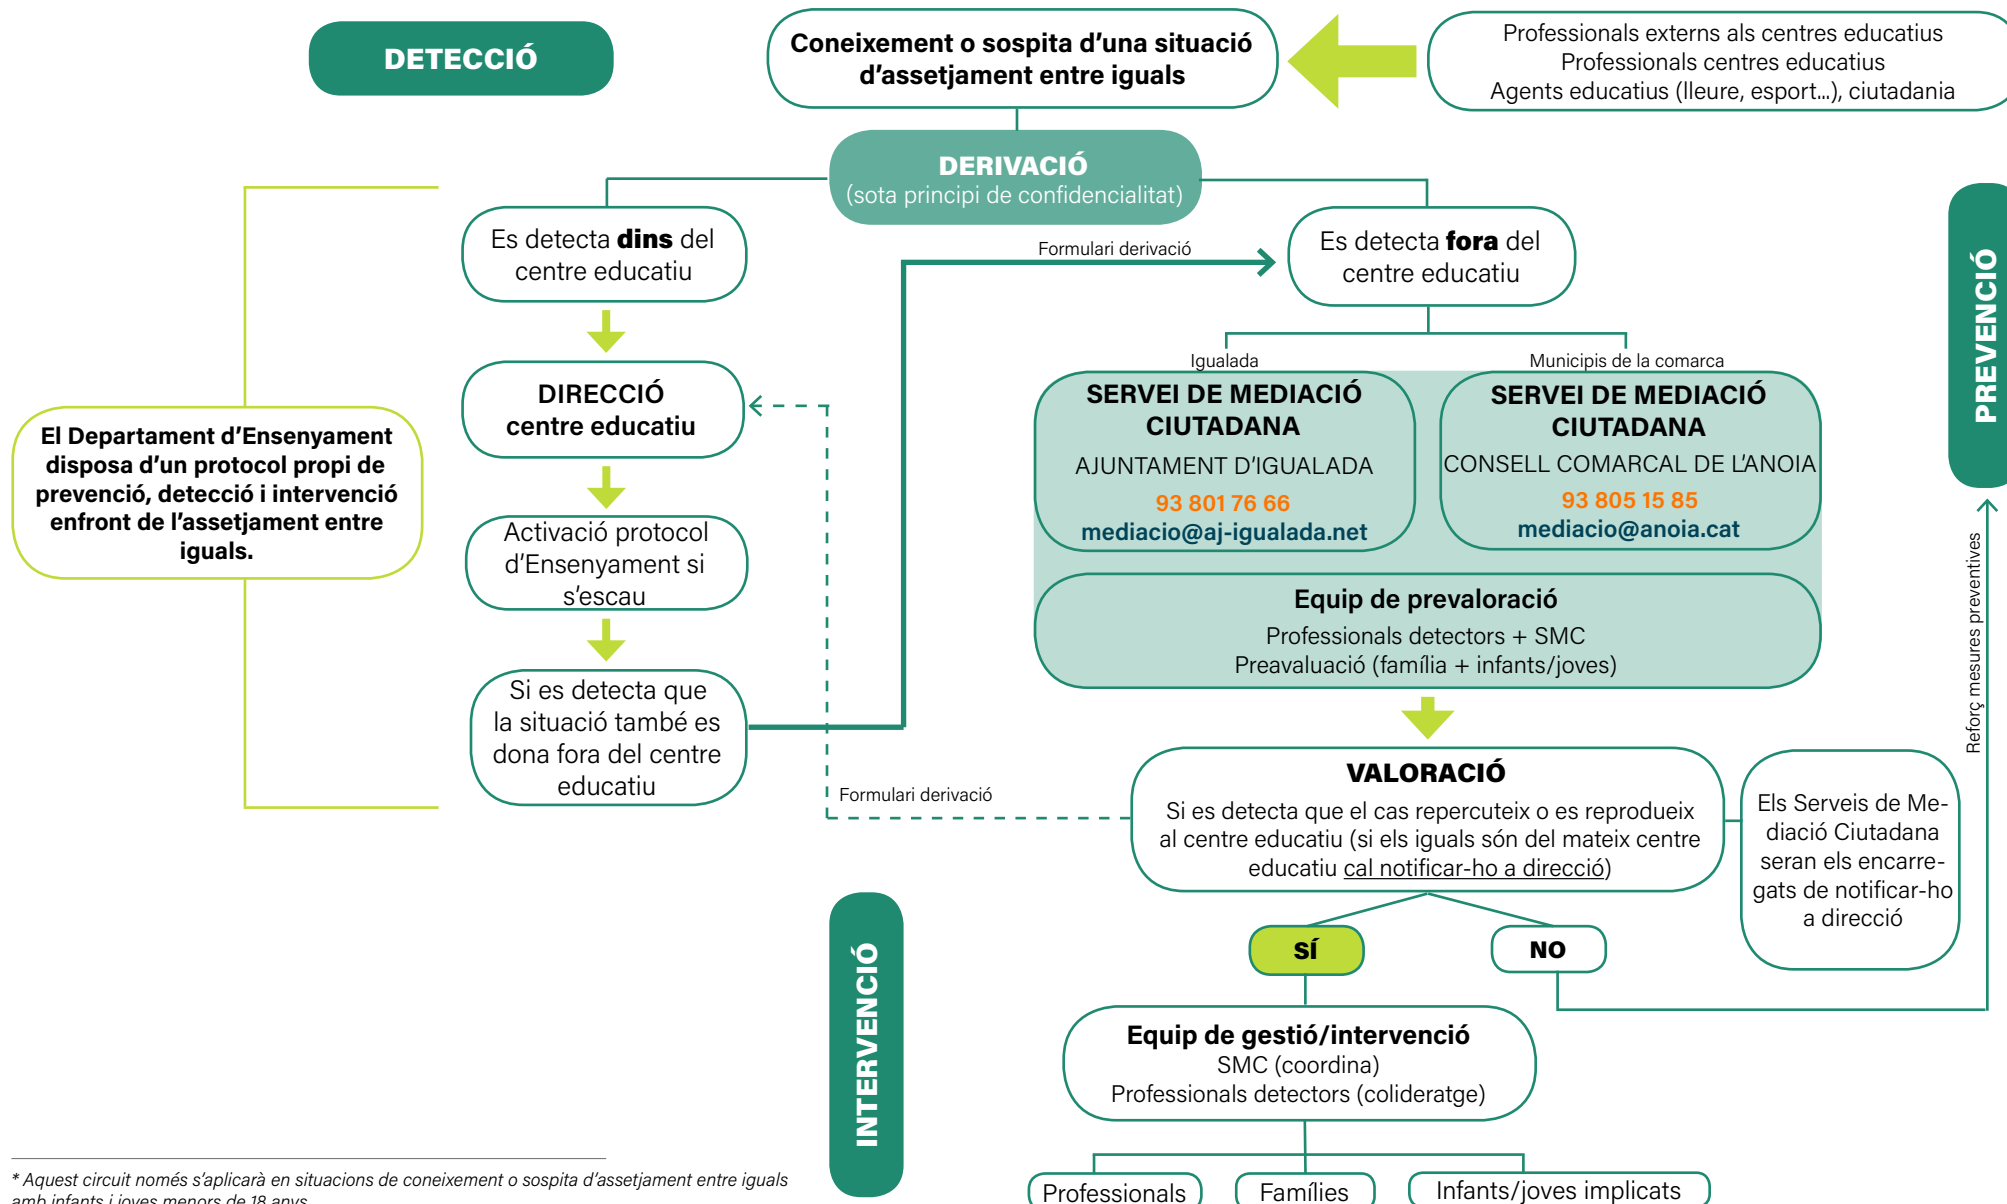 DETECCIÓ
Coneixement o sospita d'una situació
d'assetjament entre iguals
Professionals externs als centres educatius
Professionals centres educatius
Agents educatius (lleure, esport...), ciutadania
DERIVACIÓ
(sota principi de confidencialitat)
Es detecta dins del
centre educatiu
Formulari derivació
Es detecta fora del
centre educatiu
PREVENCIÓ
DIRECCIÓ
centre educatiu
El Departament d'Ensenyament
disposa d'un protocol propi de
prevenció, detecció i intervenció
enfront de l'assetjament entre
iguals.
Activació protocol
d'Ensenyament si
s'escau
Si es detecta que
la situació també es
dona fora del centre
educatiu
Igualada
SERVEI DE MEDIACIÓ
CIUTADANA
AJUNTAMENT D'IGUALADA
93 801 76 66
mediacio@aj-igualada.net
Municipis de la comarca
SERVEI DE MEDIACIÓ
CIUTADANA
CONSELL COMARCAL DE L'ANOIA
93 805 15 85
mediacio@anoia.cat
Equip de prevaloració
Professionals detectors + SMC
Preavaluació (família + infants/joves)
Reforç mesures preventives
Formulari derivació
VALORACIÓ
Si es detecta que el cas repercuteix o es reprodueix
al centre educatiu (si els iguals són del mateix centre
educatiu cal notificar-ho a direcció)
Els Serveis de Me-
diació Ciutadana
seran els encarre-
gats de notificar-ho
a direcció
SÍ
NO
INTERVENCIÓ
Equip de gestió/intervenció
SMC (coordina)
Professionals detectors (colideratge)
Professionals
Famílies
Infants/joves implicats
* Aquest circuit només s'aplicarà en situacions de coneixement o sospita d'assetjament entre iguals
amb infants i joves menors de 18 anys